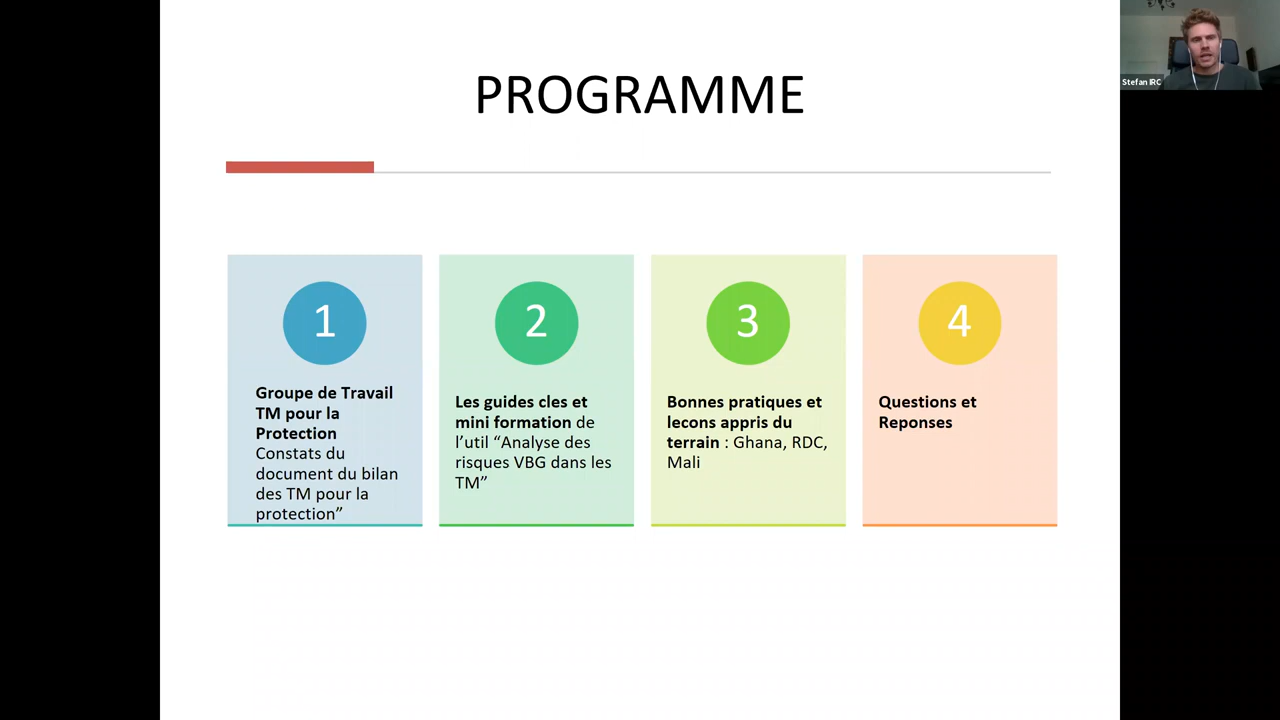 PROGRAMME
Stefan IRC
1
Groupe de Travail
TM pour la
Protection
Constats du
document du bilan
des TM pour la
protection”
2
Les guides cles et
mini formation de
l’util “Analyse des
risques VBG dans les
TM”
3
Bonnes pratiques et
lecons appris du
terrain : Ghana, RDC,
Mali
4
Questions et
Reponses